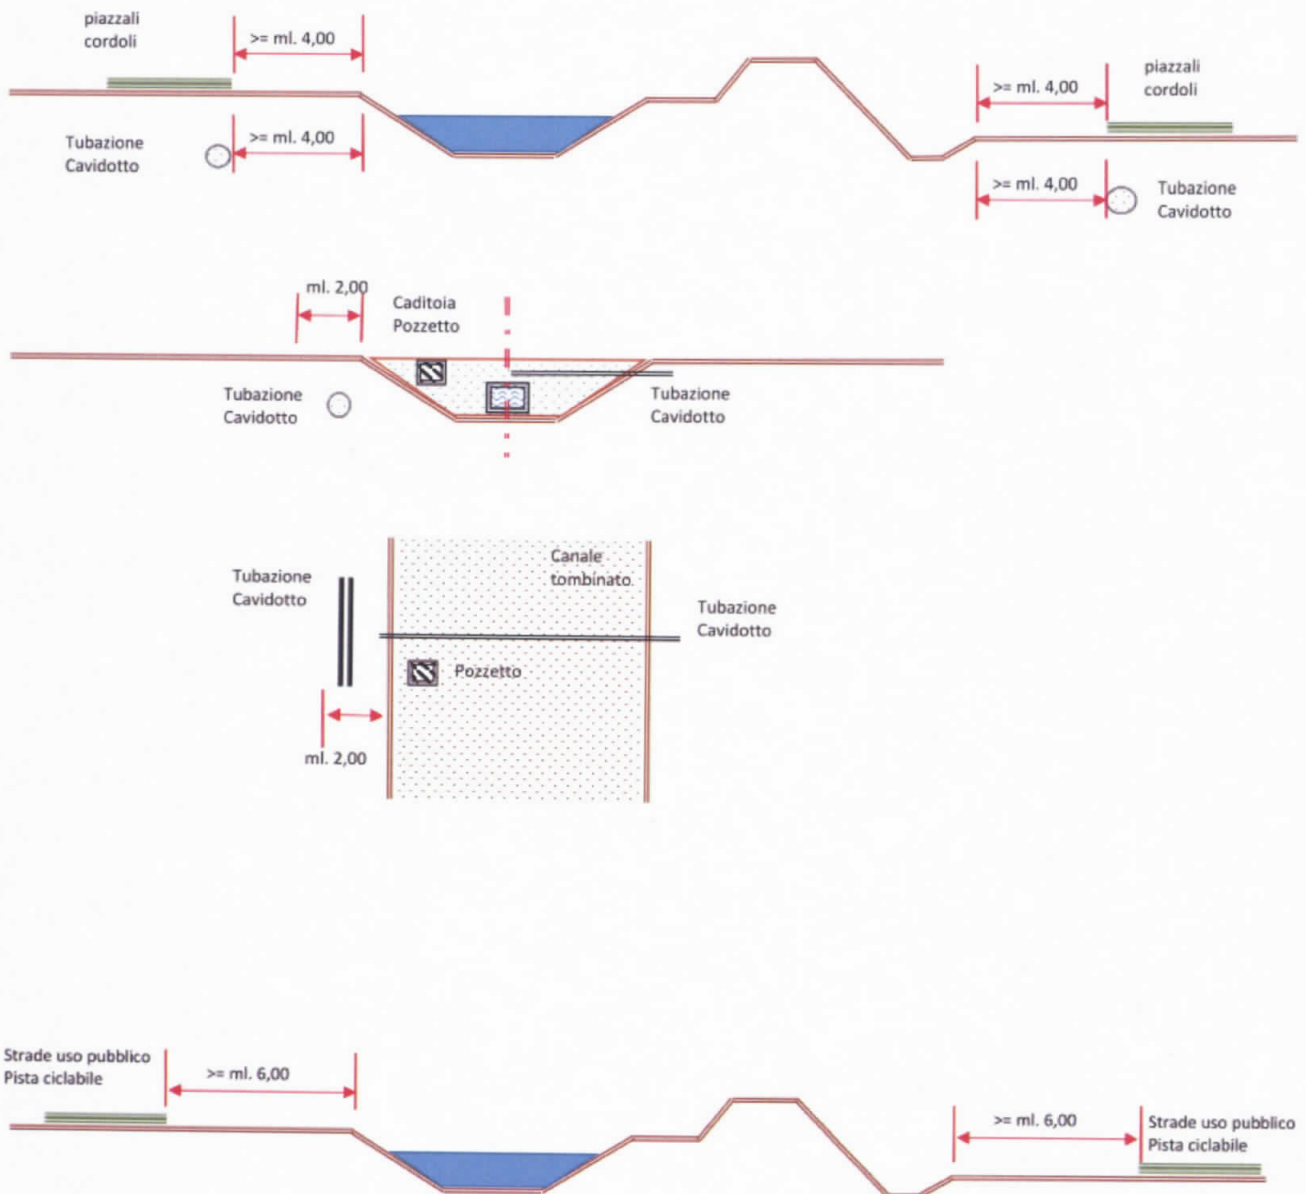 piazzali
cordoli
>= ml. 4,00
>= ml. 4,00
piazzali
cordoli
Tubazione
Cavidotto
>= ml. 4,00
>= ml. 4,00
Tubazione
Cavidotto
ml. 2,00
Caditoia
Pozzetto
Tubazione
Cavidotto
Tubazione
Cavidotto
Canale
tombinato
Tubazione
Cavidotto
Tubazione
Cavidotto
Pozzetto
ml. 2,00
Strade uso pubblico
Pista ciclabile
>= ml. 6,00
>= ml. 6,00
Strade uso pubblico
Pista ciclabile